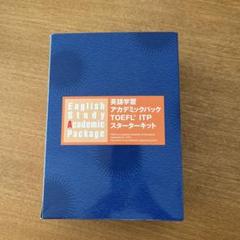 English
Study
Academic
Package
英語学習
アカデミックパック
TOEFL® ITP
スターターキット